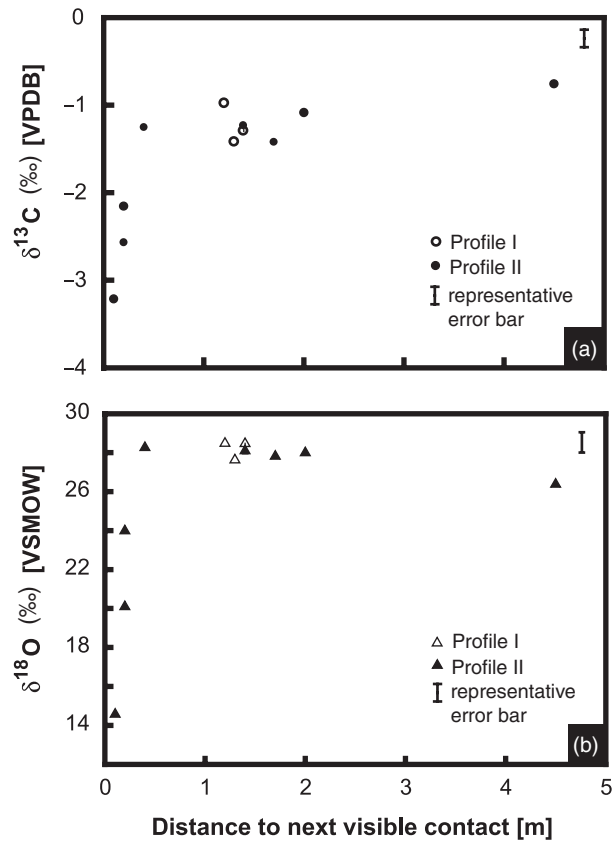 0
−1
−2
−3
−4
δ13C (‰) [VPDB]
Profile I
Profile II
representative
error bar
(a)
30
26
22
18
14
δ18O (‰) [VSMOW]
Profile I
Profile II
representative
error bar
(b)
0 1 2 3 4 5
Distance to next visible contact [m]